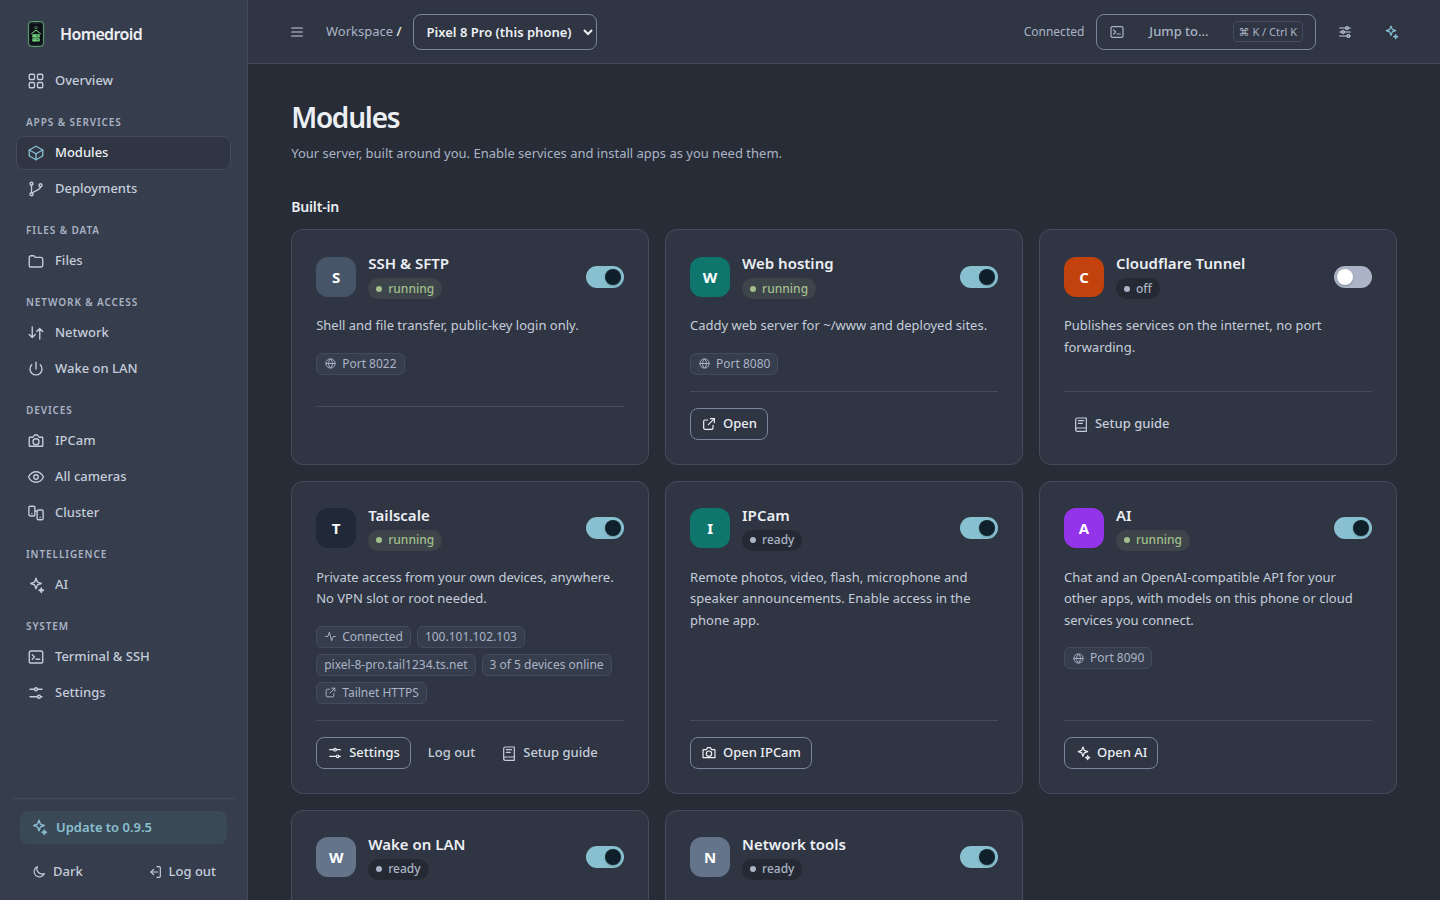 Homedroid
Overview
APPS & SERVICES
Modules
Deployments
FILES & DATA
Files
NETWORK & ACCESS
Network
Wake on LAN
DEVICES
IPCam
All cameras
Cluster
INTELLIGENCE
AI
SYSTEM
Terminal & SSH
Settings
Update to 0.9.5
Dark
Log out
Workspace / Pixel 8 Pro (this phone)
Connected
Jump to... ⌘ K / Ctrl K
Modules
Your server, built around you. Enable services and install apps as you need them.
Built-in
S
SSH & SFTP
running
Shell and file transfer, public-key login only.
Port 8022
W
Web hosting
running
Caddy web server for ~/www and deployed sites.
Port 8080
Open
C
Cloudflare Tunnel
off
Publishes services on the internet, no port
forwarding.
Setup guide
T
Tailscale
running
Private access from your own devices, anywhere.
No VPN slot or root needed.
Connected 100.101.102.103
pixel-8-pro.tail1234.ts.net 3 of 5 devices online
Tailnet HTTPS
Settings Log out Setup guide
I
IPCam
ready
Remote photos, video, flash, microphone and
speaker announcements. Enable access in the
phone app.
Open IPCam
A
AI
running
Chat and an OpenAI-compatible API for your
other apps, with models on this phone or cloud
services you connect.
Port 8090
Open AI
W
Wake on LAN
ready
N
Network tools
ready